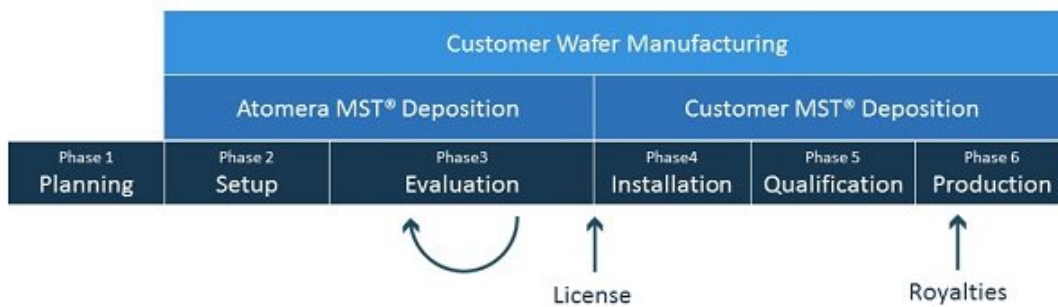 Customer Wafer Manufacturing
Atomera MST® Deposition
Customer MST® Deposition
Phase 1
Planning
Phase 2
Setup
Phase3
Evaluation
Phase4
Installation
Phase 5
Qualification
Phase 6
Production
License
Royalties